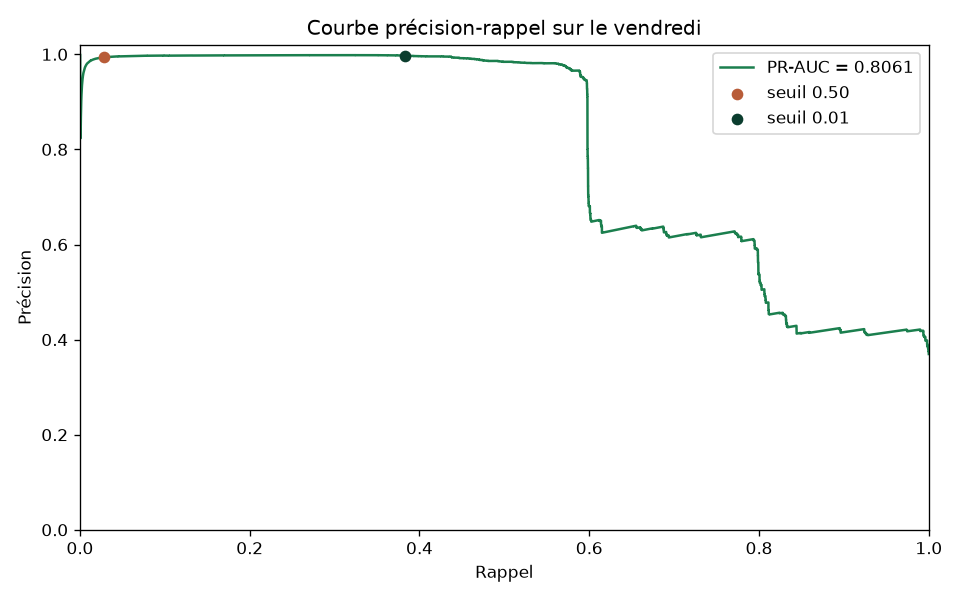 Courbe précision-rappel sur le vendredi
PR-AUC = 0.8061
seuil 0.50
seuil 0.01
1.0
0.8
0.6
0.4
0.2
0.0
Précision
0.0 0.2 0.4 0.6 0.8 1.0
Rappel